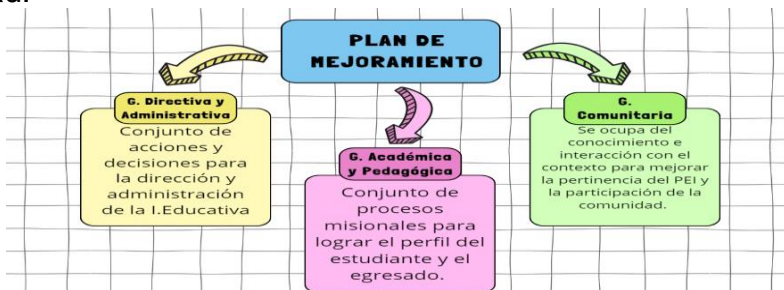 PLAN DE
MEJORAMIENTO
G. Directiva y
Administrativa
Conjunto de
acciones y
decisiones para
la dirección y
administración
de la I.Educativa
G. Académica
y Pedagógica
Conjunto de
procesos
misionales para
lograr el perfil del
estudiante y el
egresado.
G.
Comunitaria
Se ocupa del
conocimiento e
interacción con el
contexto para mejorar
la pertinencia del PEI y
la participación de la
comunidad.